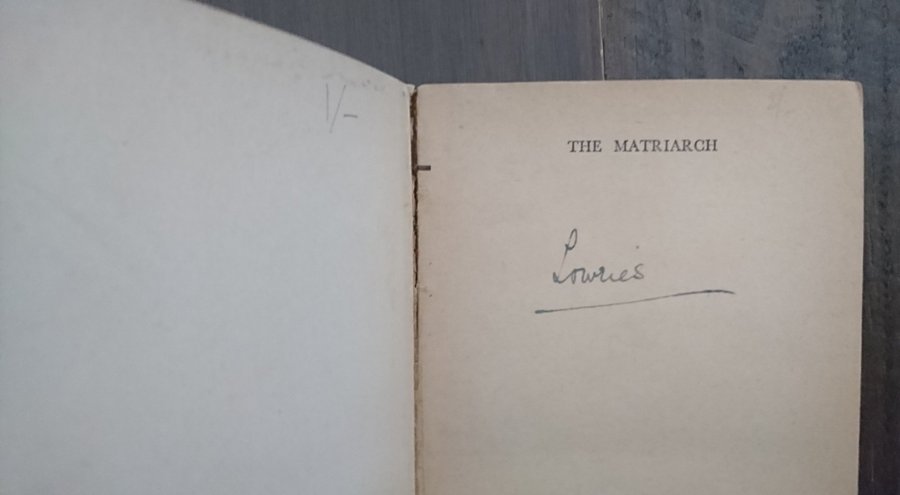 1/-
THE MATRIARCH
Lowries